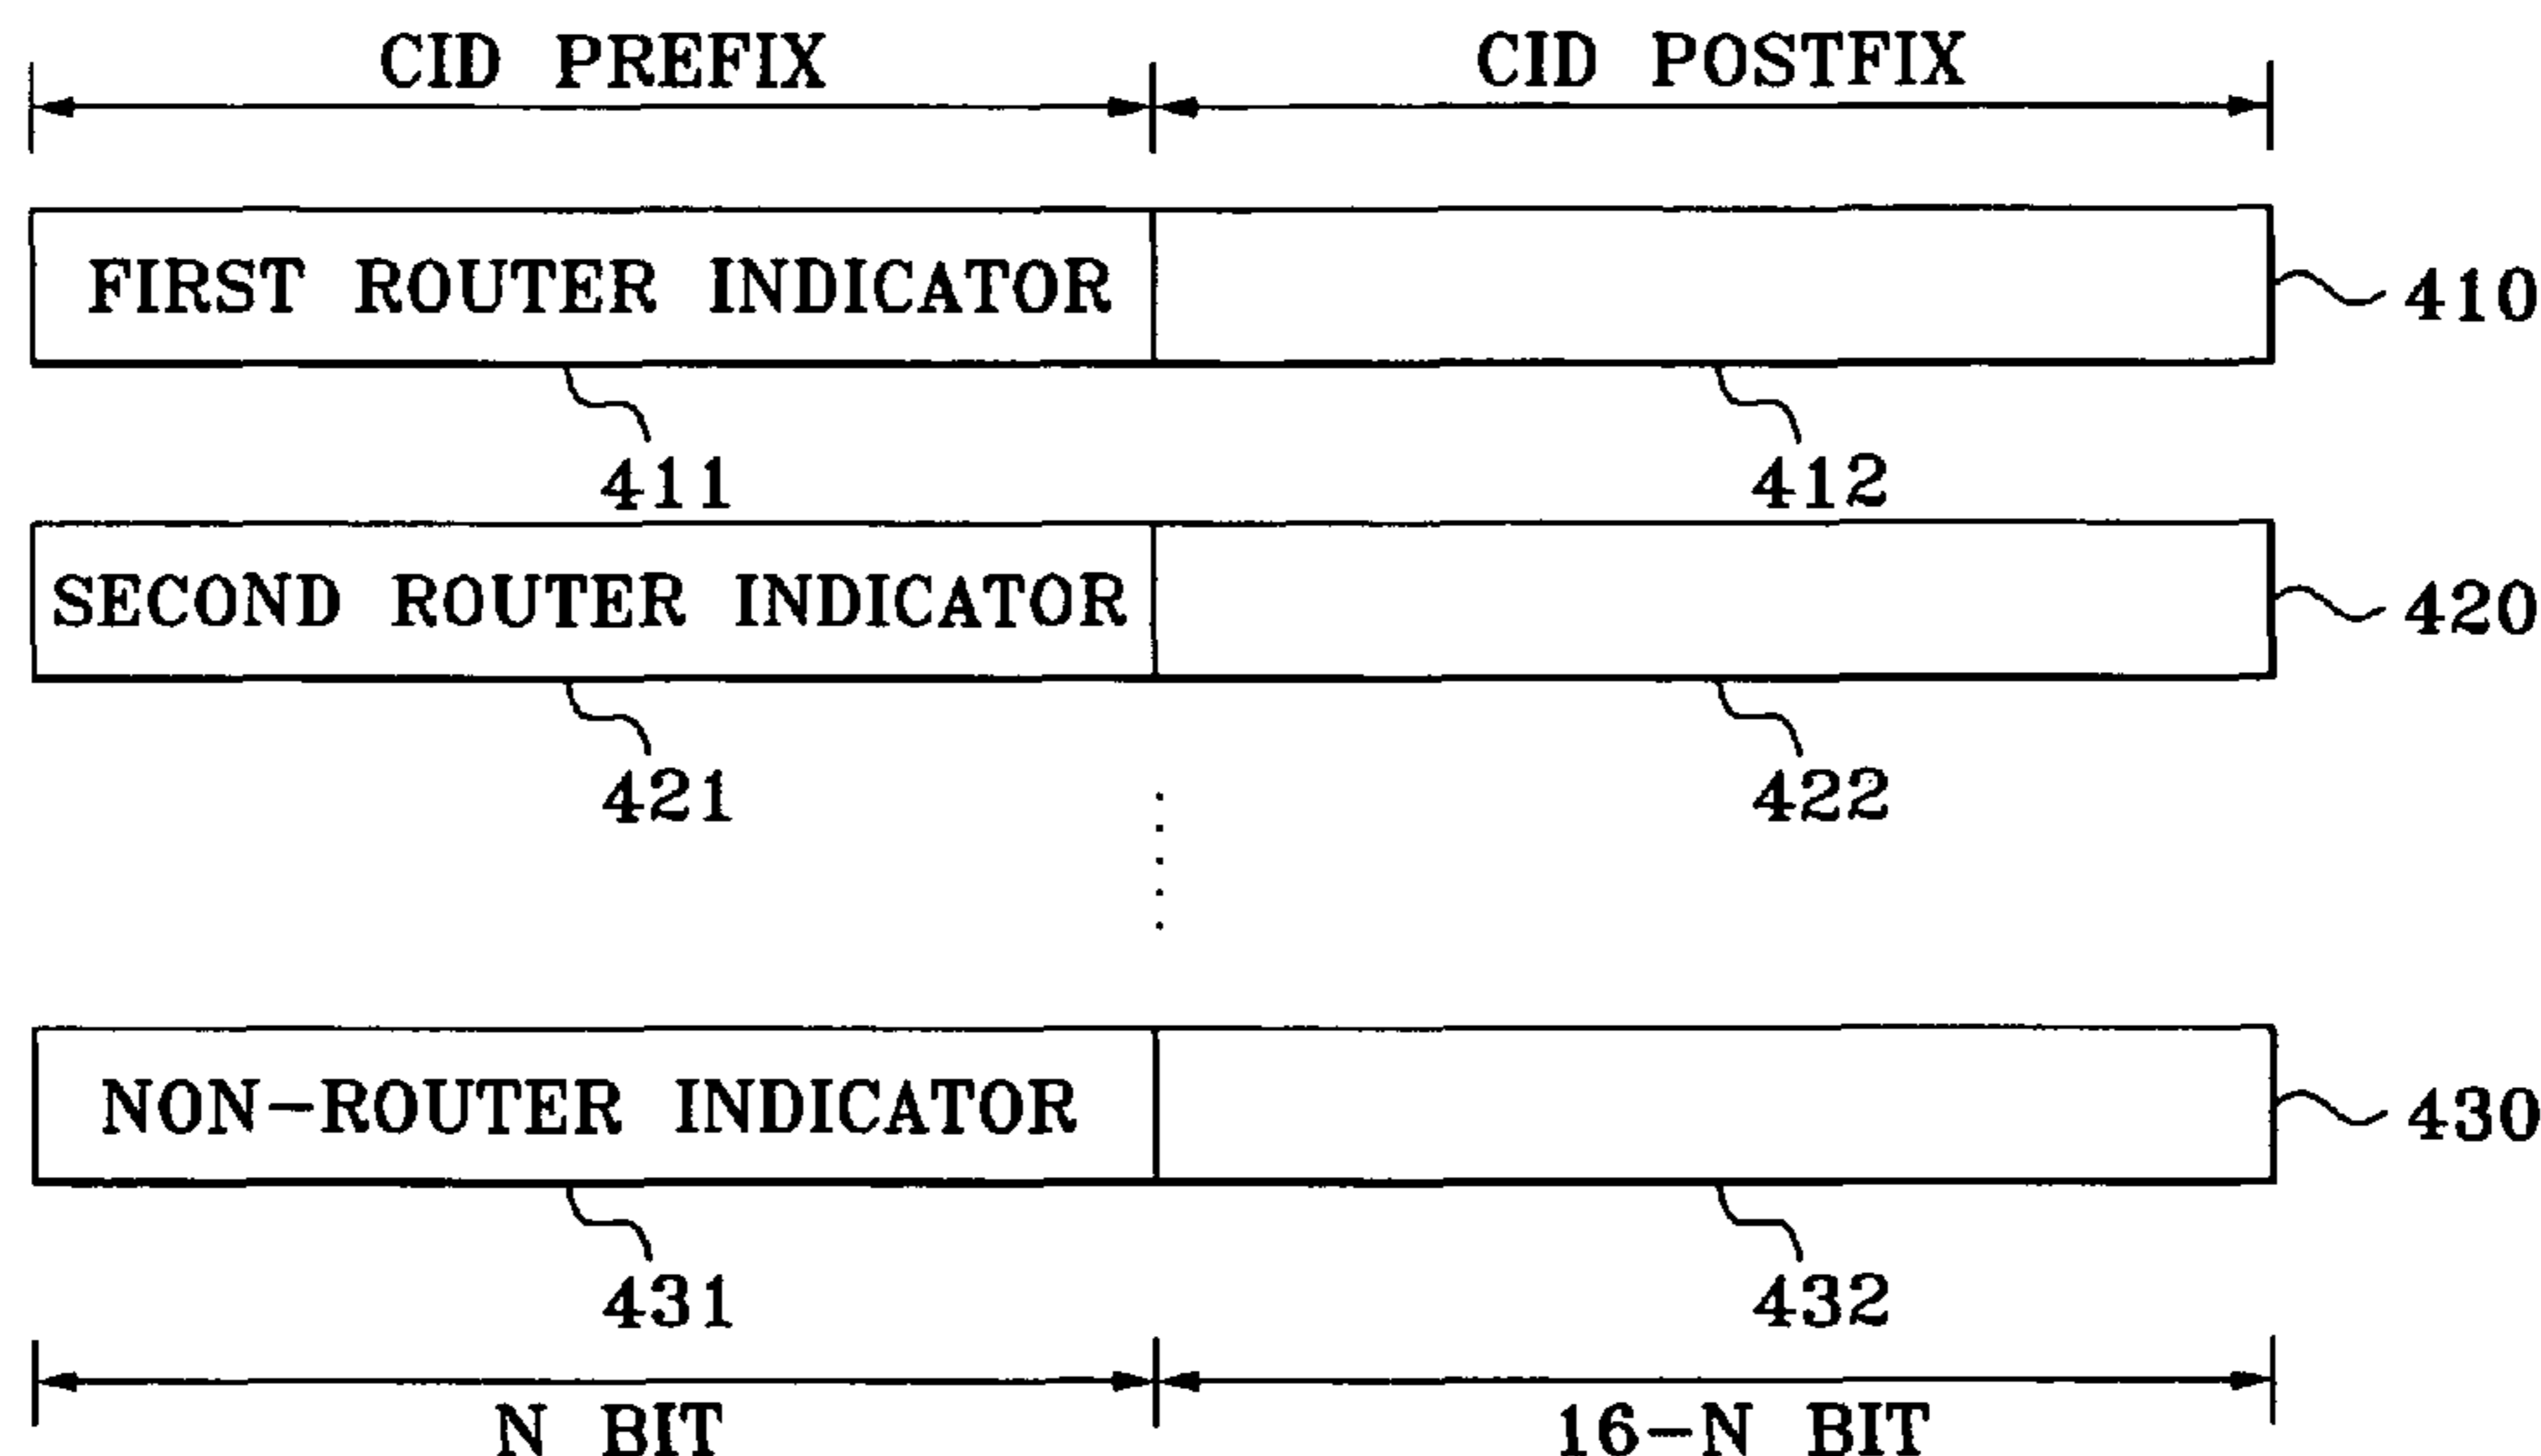 CID PREFIX CID POSTFIX
FIRST ROUTER INDICATOR 410
411 412
SECOND ROUTER INDICATOR 420
421 422
NON-ROUTER INDICATOR 430
431 432
N BIT 16-N BIT